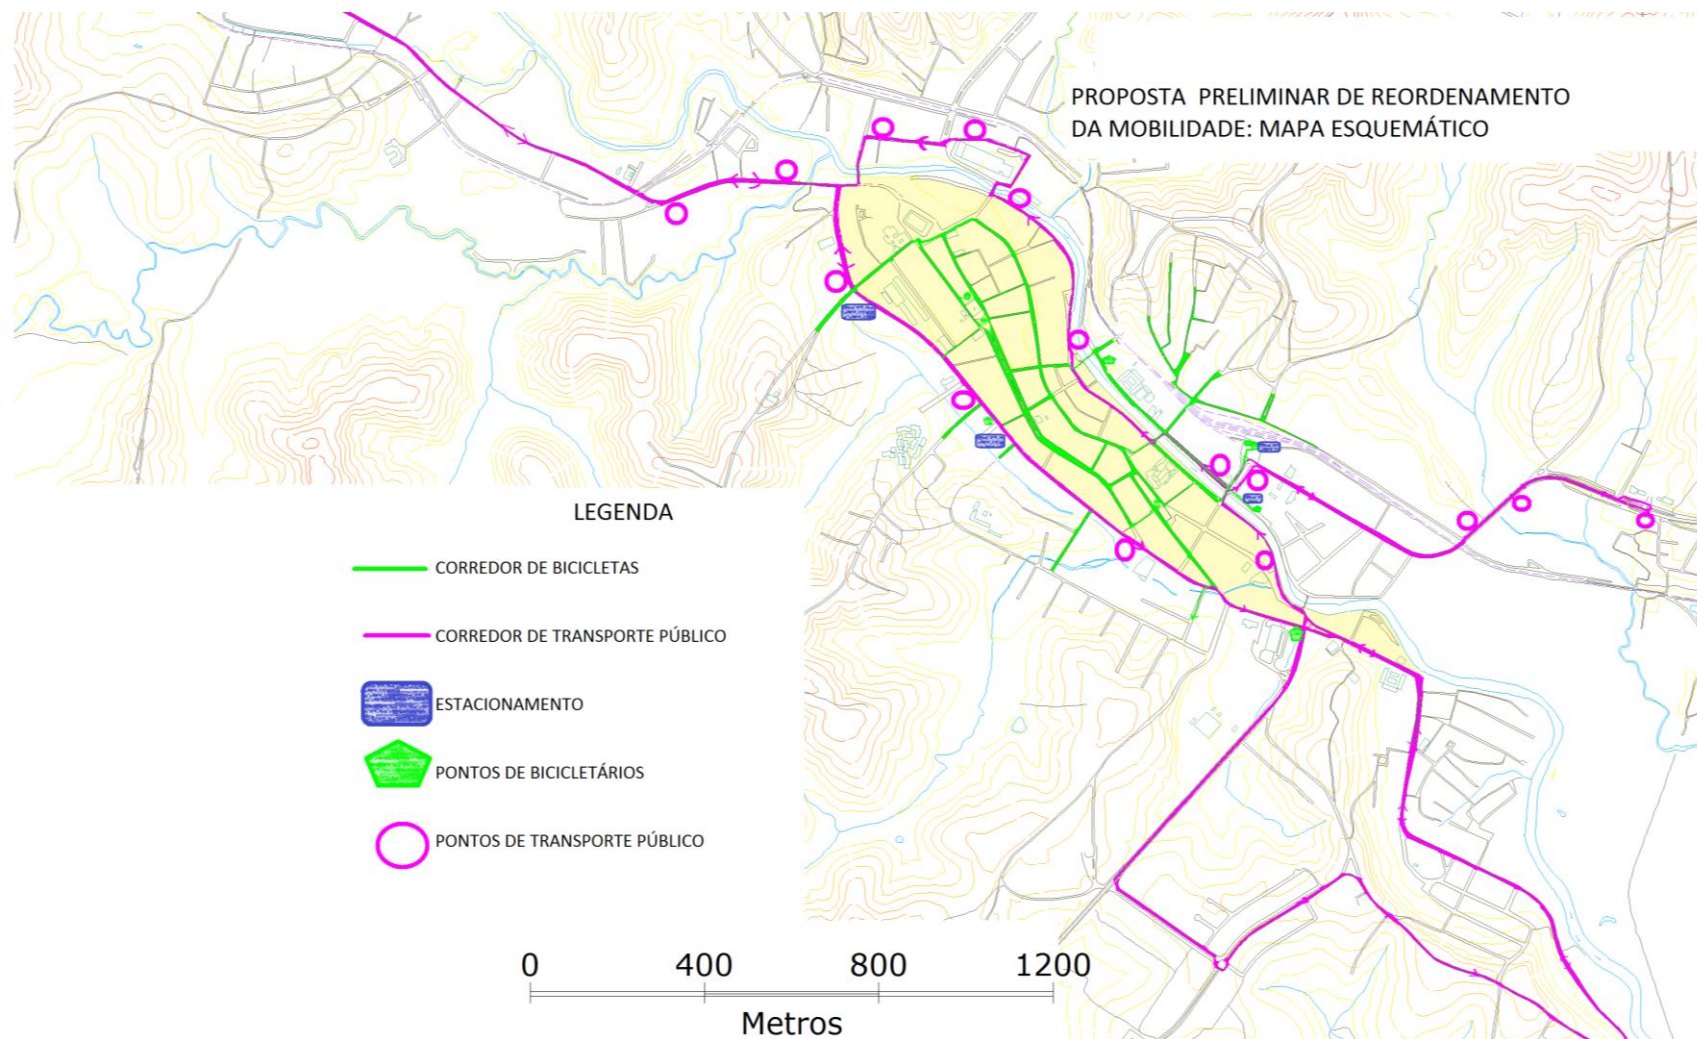 PROPOSTA PRELIMINAR DE REORDENAMENTO
DA MOBILIDADE: MAPA ESQUEMÁTICO
LEGENDA
CORREDOR DE BICICLETAS
CORREDOR DE TRANSPORTE PÚBLICO
ESTACIONAMENTO
PONTOS DE BICICLETÁRIOS
PONTOS DE TRANSPORTE PÚBLICO
0 400 800 1200
Metros